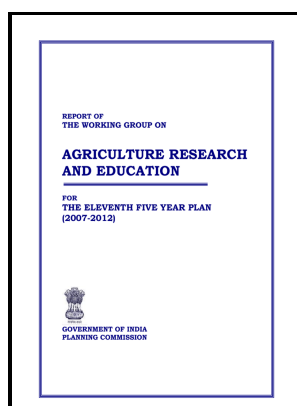 REPORT OF
THE WORKING GROUP ON
AGRICULTURE RESEARCH
AND EDUCATION
FOR
THE ELEVENTH FIVE YEAR PLAN
(2007-2012)
GOVERNMENT OF INDIA
PLANNING COMMISSION